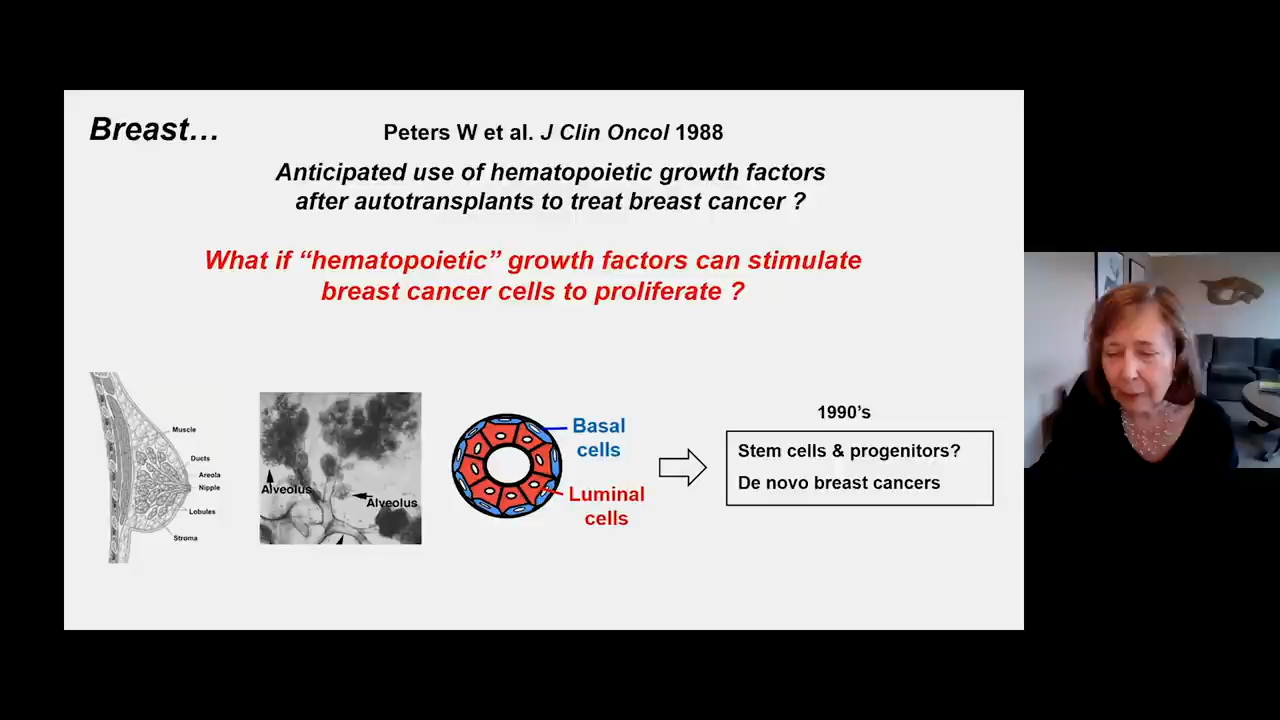 Breast…
Peters W et al. J Clin Oncol 1988
Anticipated use of hematopoietic growth factors
after autotransplants to treat breast cancer ?
What if “hematopoietic” growth factors can stimulate
breast cancer cells to proliferate ?
Muscle
Ducts
Areola
Nipple
Lobules
Stroma
Alveolus
Alveolus
Basal
cells
Luminal
cells
1990’s
Stem cells & progenitors?
De novo breast cancers